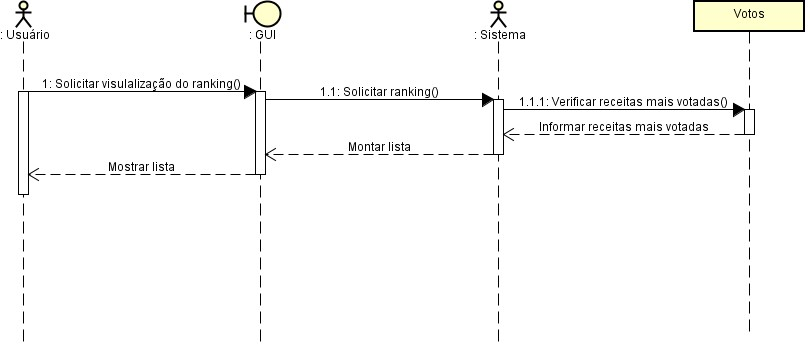 : Usuário
: GUI
: Sistema
Votos
1: Solicitar visulalização do ranking()
1.1: Solicitar ranking()
1.1.1: Verificar receitas mais votadas()
Informar receitas mais votadas
Montar lista
Mostrar lista